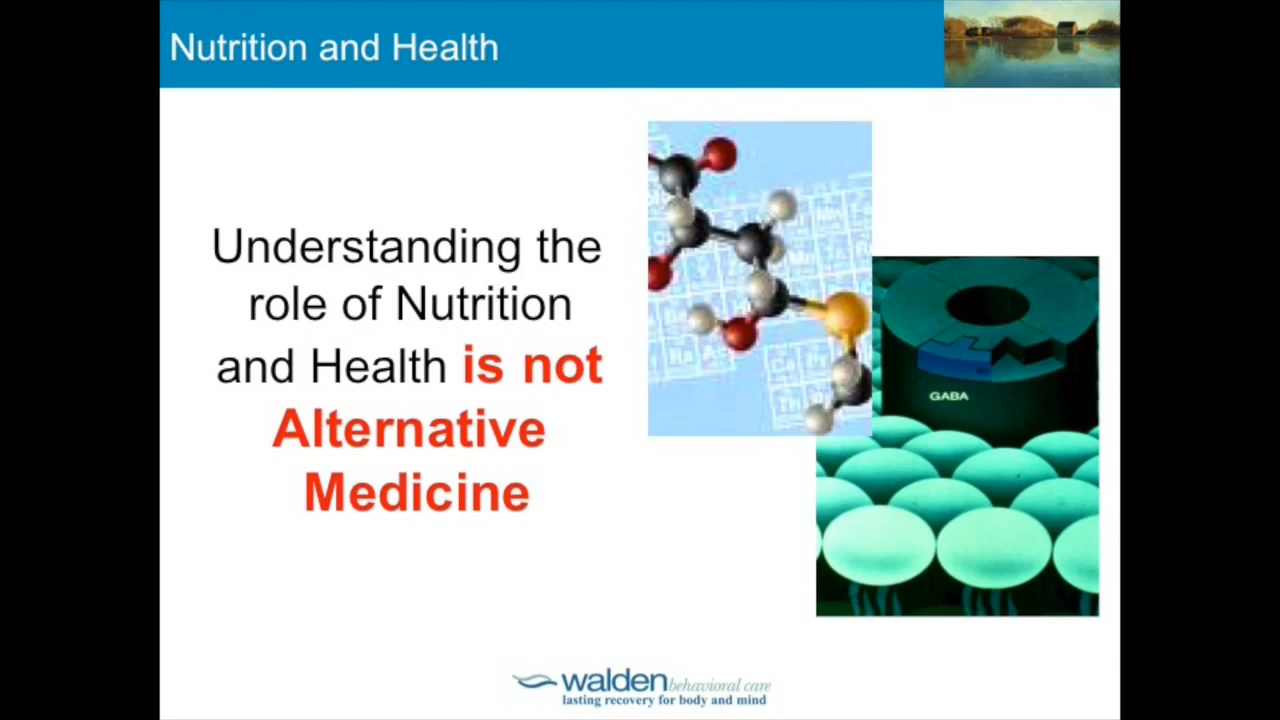 Nutrition and Health
Understanding the
role of Nutrition
and Health is not
Alternative
Medicine
GABA
walden behavioral care
lasting recovery for body and mind